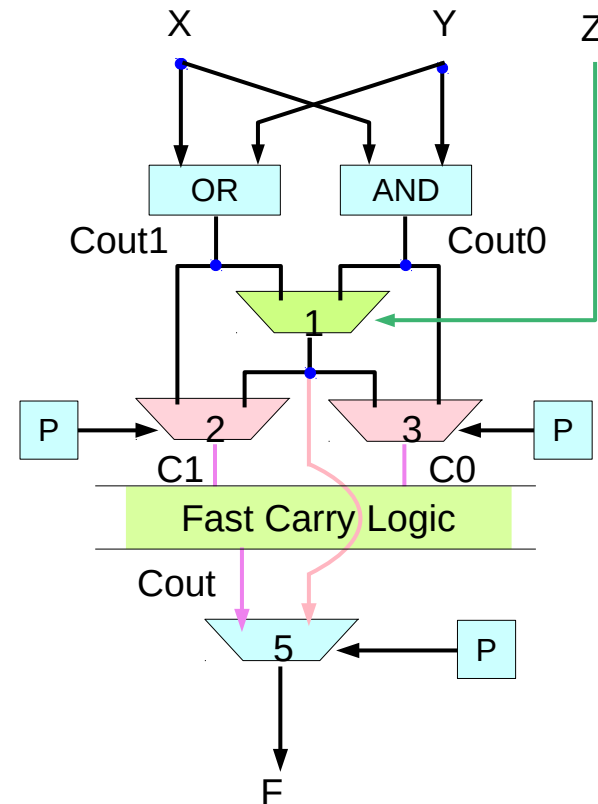 X Y Z
OR AND
Cout1 Cout0
1
P 2 3 P
C1 C0
Fast Carry Logic
Cout
5 P
F